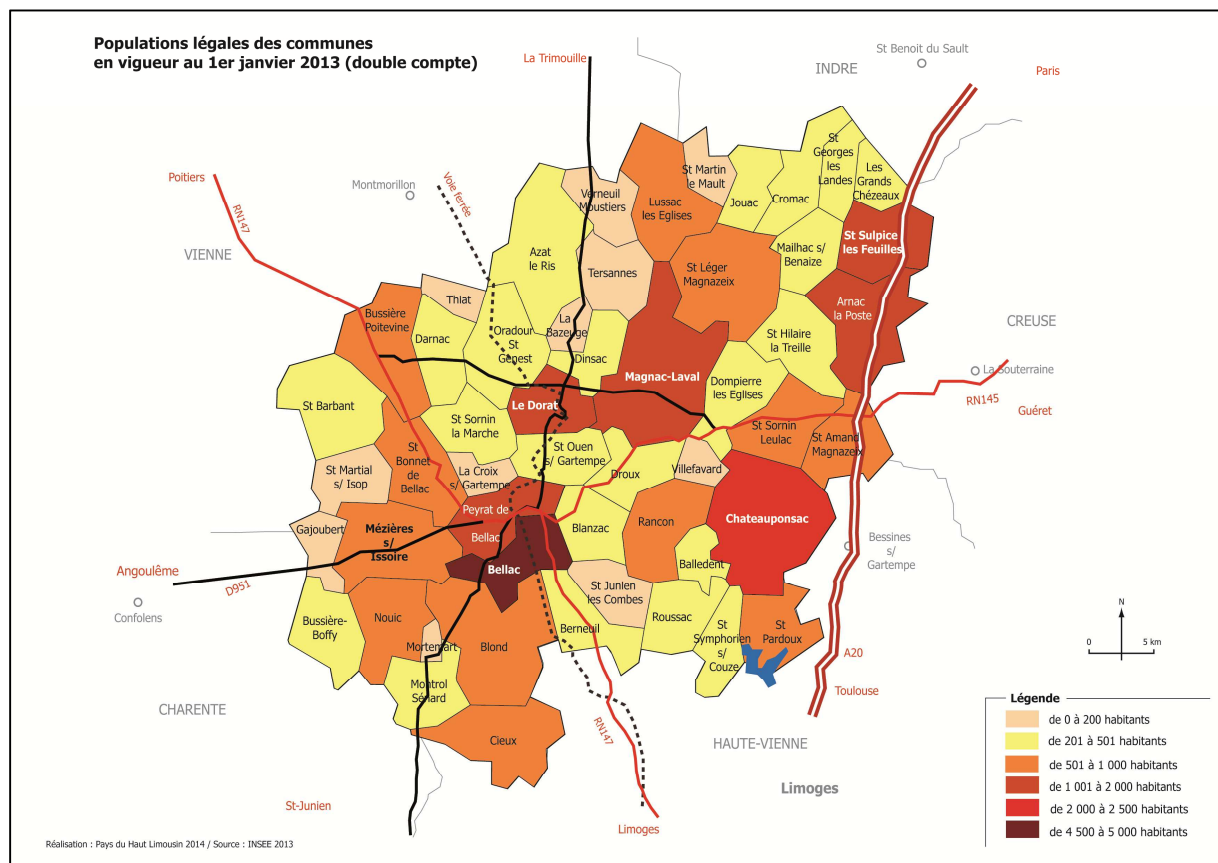 Populations légales des communes
en vigueur au 1er janvier 2013 (double compte)
La Trimouille
INDRE
St Benoit du Sault
Paris
Poitiers
RN147
Montmorillon
Voie ferrée
VIENNE
Verneuil
Moustiers
Lussac
les Eglises
St Martin
le Mault
Jouac
Cromac
St
Georges
les
Landes
Les
Grands
Chézeaux
St Sulpice
les Feuilles
Mailhac s/
Benaize
Azat
le Ris
Tersannes
St Léger
Magnazeix
Arnac
la Poste
CREUSE
Thiat
Bussière
Poitevine
Darnac
Oradour
St
Genest
La
Bazeuge
Dinsac
St Hilaire
la Treille
Magnac-Laval
Dompierre
les Eglises
La Souterraine
RN145
Guéret
St Barbant
Le Dorat
St Sornin
la Marche
St Ouen
s/ Gartempe
St Sornin
Leulac
St Amand
Magnazeix
St
Bonnet
de
Bellac
St Martial
s/ Isop
La Croix
s/ Gartempe
Droux
Villefavard
Peyrat de
Bellac
Gajoubert
Mézières
s/
Issoire
Blanzac
Rancon
Chateauponsac
Bessines
s/
Gartempe
Bellac
Balledent
Angoulême
D951
Confolens
Bussière-
Boffy
Nouic
Mortemart
Blond
Berneuil
St Junien
les Combes
Roussac
St
Symphorien
s/
Couze
St
Pardoux
Montrol
Sénard
A20
Toulouse
N
0
5 km
CHARENTE
Cieux
RN147
HAUTE-VIENNE
Limoges
St-Junien
Limoges
Légende
de 0 à 200 habitants
de 201 à 501 habitants
de 501 à 1 000 habitants
de 1 001 à 2 000 habitants
de 2 000 à 2 500 habitants
de 4 500 à 5 000 habitants
Réalisation : Pays du Haut Limousin 2014 / Source : INSEE 2013